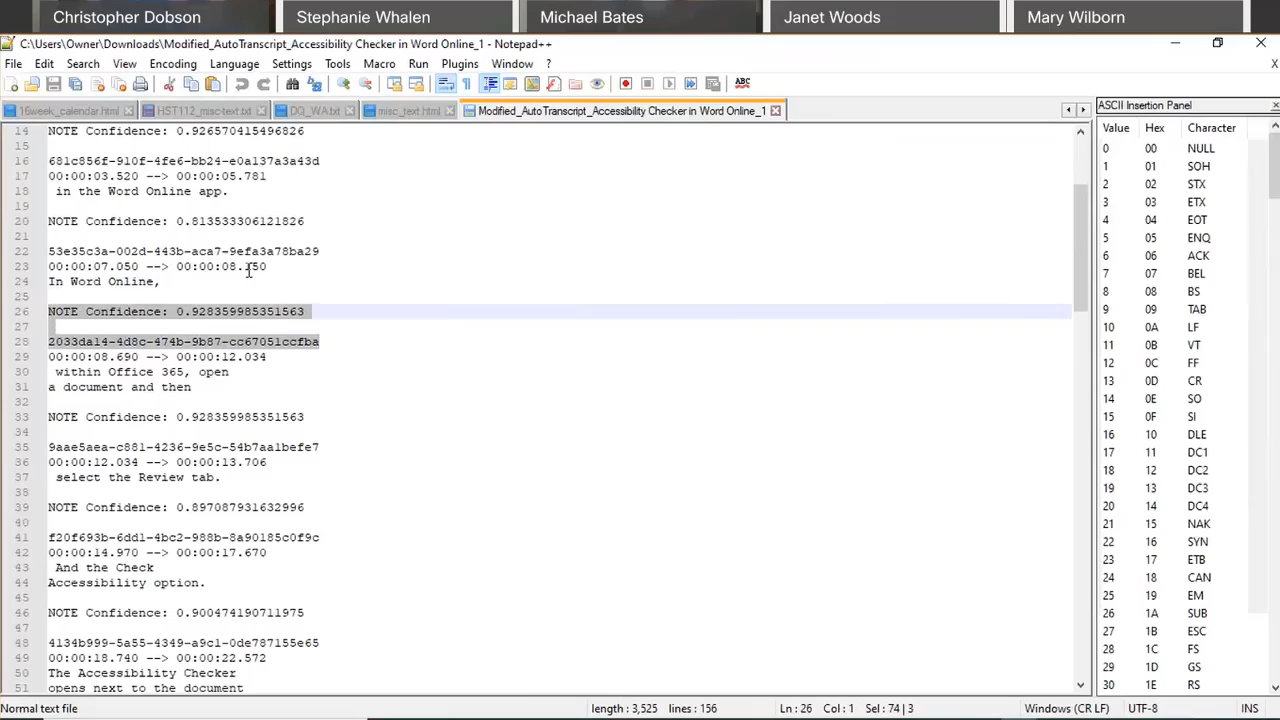 Christopher Dobson
Stephanie Whalen
Michael Bates
Janet Woods
Mary Wilborn
C:\Users\Owner\Downloads\Modified_AutoTranscript_Accessibility Checker in Word Online_1 - Notepad++
File Edit Search View Encoding Language Settings Tools Macro Run Plugins Window ? X
16week_calendar.html HST112_misc-text.txt DQ_WA.txt misc_text.html Modified_AutoTranscript_Accessibility Checker in Word Online_1
14 NOTE Confidence: 0.926570415496826
15
16 681c856f-910f-4fe6-bb24-e0a137a3a43d
17 00:00:03.520 --> 00:00:05.781
18 in the Word Online app.
19
20 NOTE Confidence: 0.813533306121826
21
22 53e35c3a-002d-443b-aca7-9efa3a78ba29
23 00:00:07.050 --> 00:00:08.150
24 In Word Online,
25
26 NOTE Confidence: 0.928359985351563
27
28 2033da14-4d8c-474b-9b87-cc67051ccfba
29 00:00:08.690 --> 00:00:12.034
30 within Office 365, open
31 a document and then
32
33 NOTE Confidence: 0.928359985351563
34
35 9aae5aea-c881-4236-9e5c-54b7aa1befe7
36 00:00:12.034 --> 00:00:13.706
37 select the Review tab.
38
39 NOTE Confidence: 0.897087931632996
40
41 f20f693b-6dd1-4bc2-988b-8a90185c0f9c
42 00:00:14.970 --> 00:00:17.670
43 And the Check
44 Accessibility option.
45
46 NOTE Confidence: 0.900474190711975
47
48 4134b999-5a55-4349-a9c1-0de787155e65
49 00:00:18.740 --> 00:00:22.572
50 The Accessibility Checker
51 opens next to the document
ASCII Insertion Panel
Value Hex Character
0 00 NULL
1 01 SOH
2 02 STX
3 03 ETX
4 04 EOT
5 05 ENQ
6 06 ACK
7 07 BEL
8 08 BS
9 09 TAB
10 0A LF
11 0B VT
12 0C FF
13 0D CR
14 0E SO
15 0F SI
16 10 DLE
17 11 DC1
18 12 DC2
19 13 DC3
20 14 DC4
21 15 NAK
22 16 SYN
23 17 ETB
24 18 CAN
25 19 EM
26 1A SUB
27 1B ESC
28 1C FS
29 1D GS
30 1E RS
Normal text file length : 3,525 lines : 156 Ln : 26 Col : 1 Sel : 74 | 3 Windows (CR LF) UTF-8 INS